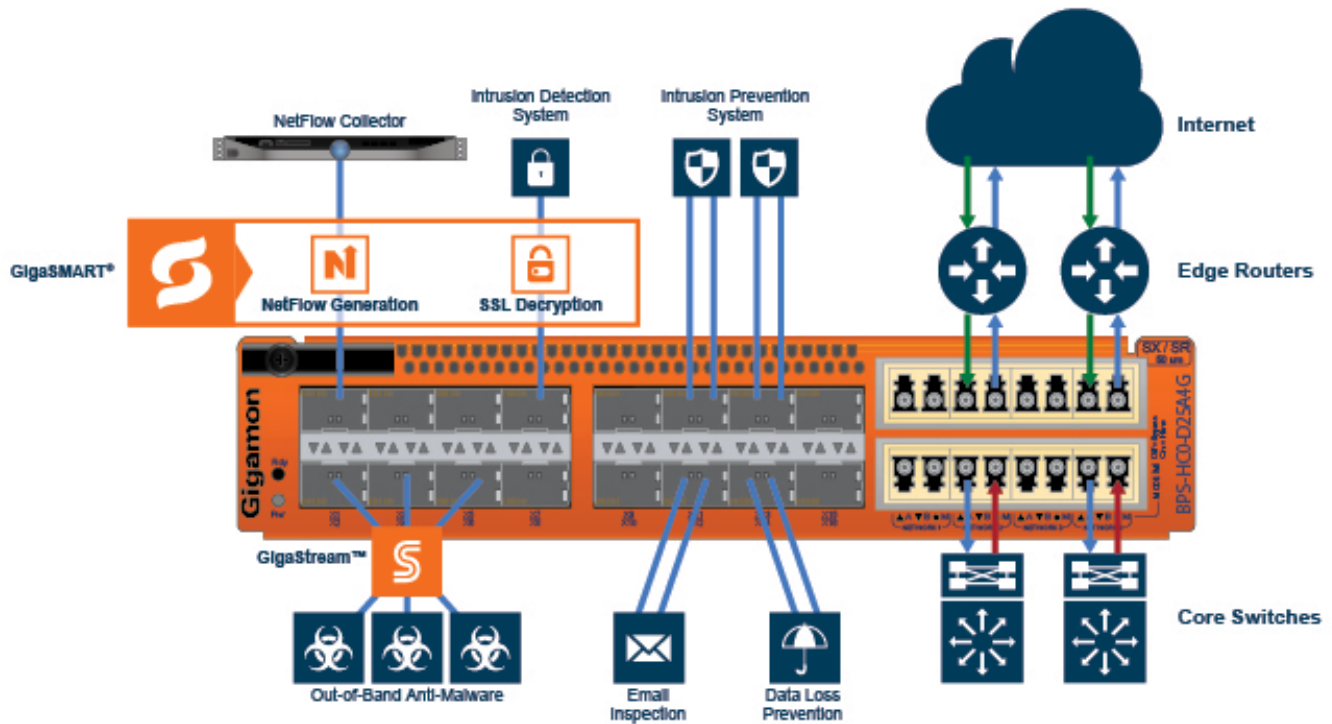 Intrusion Detection
System
Intrusion Prevention
System
NetFlow Collector
Internet
GigaSMART®
NetFlow Generation
SSL Decryption
Edge Routers
Gigamon
SX / SR
BPS-HC0-D25A4G
Rdy
GigaStream™
Core Switches
Out-of-Band Anti-Malware
Email
Inspection
Data Loss
Prevention